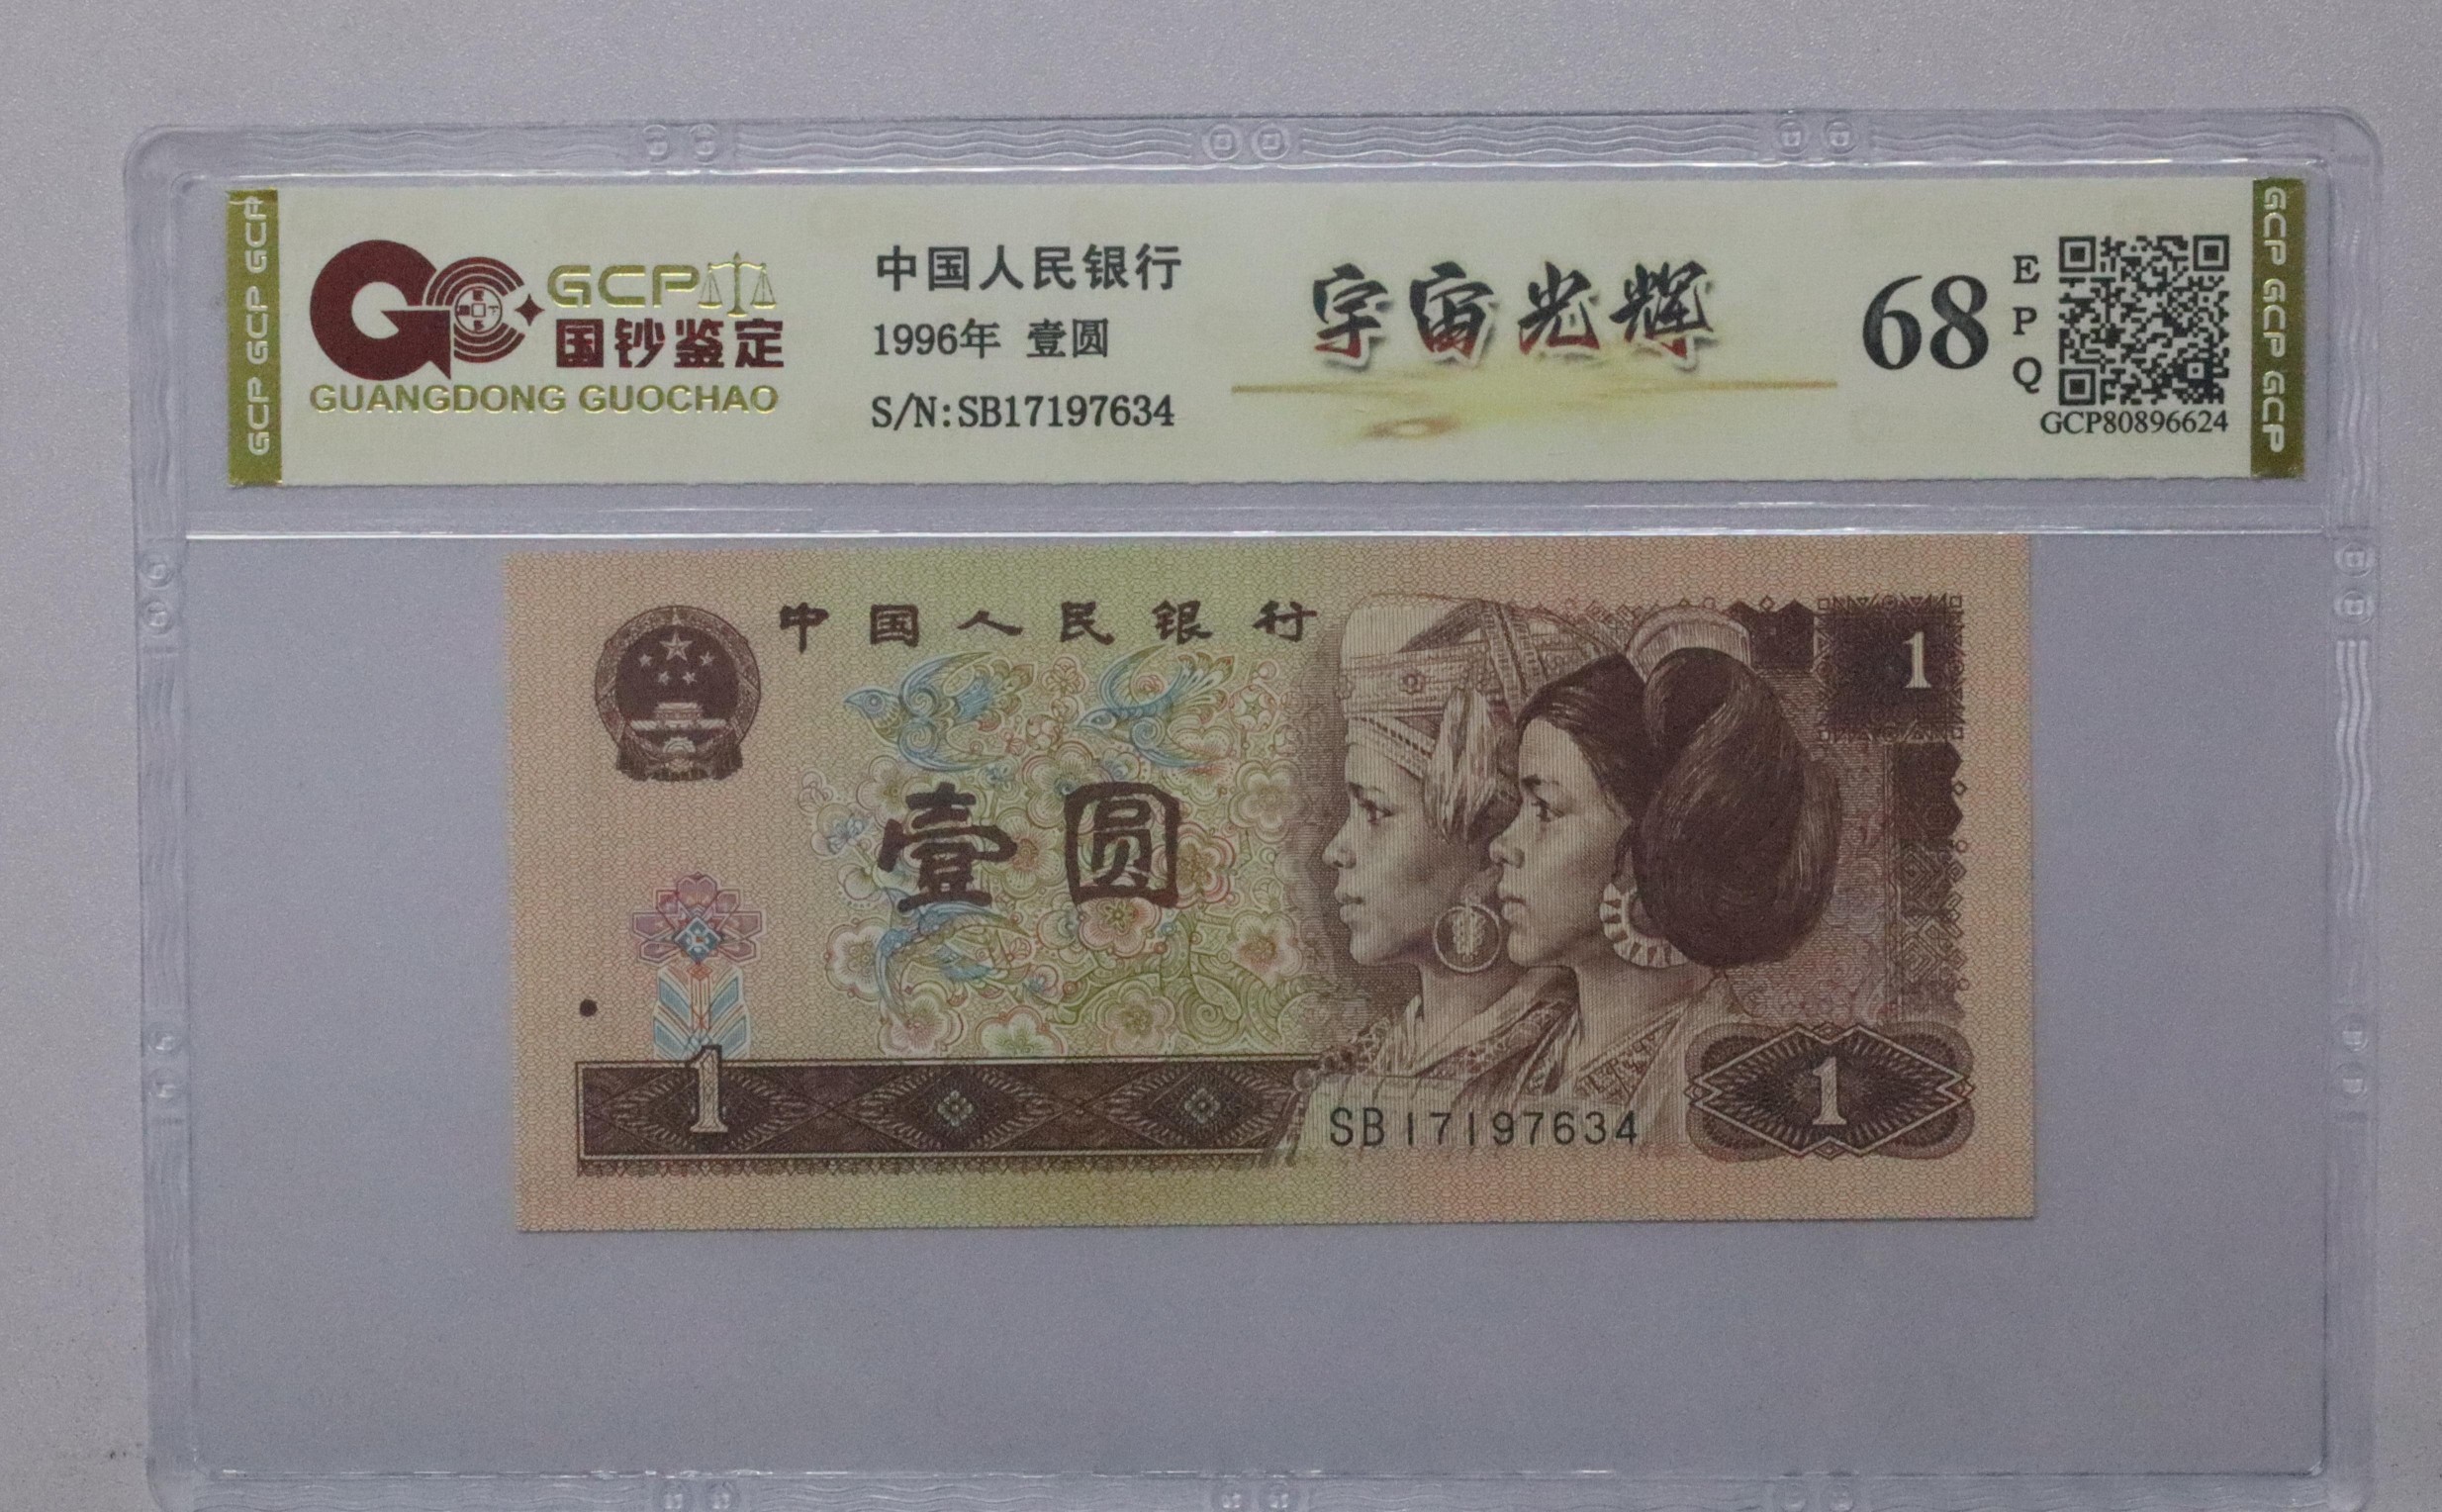 GCP GCP GCP
GCP
国钞鉴定
GUANGDONG GUOCHAO
中国人民银行
1996年 壹圆
S/N:SB17197634
宇宙光辉
68
EPQ
GCP80896624
GCP GCP GCP
中国人民银行
1
壹圆
1
SB17197634
1